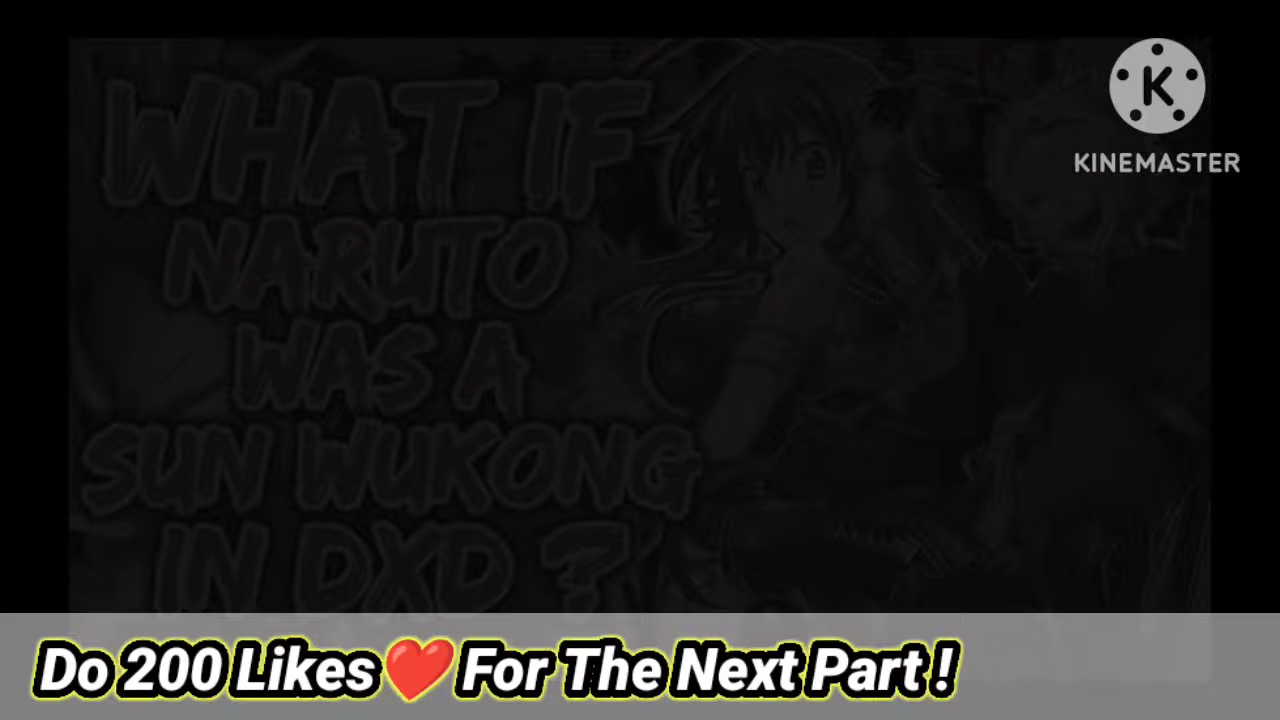 WHAT IF
NARUTO
WAS A
SUN WUKONG
IN DXD ?
K
KINEMASTER
Do 200 Likes❤️For The Next Part !